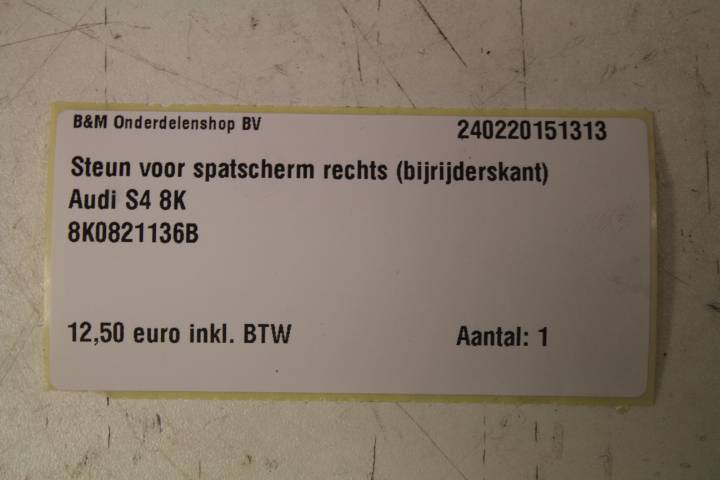 B&M Onderdelenshop BV 240220151313
Steun voor spatscherm rechts (bijrijderskant)
Audi S4 8K
8K0821136B
12,50 euro inkl. BTW Aantal: 1